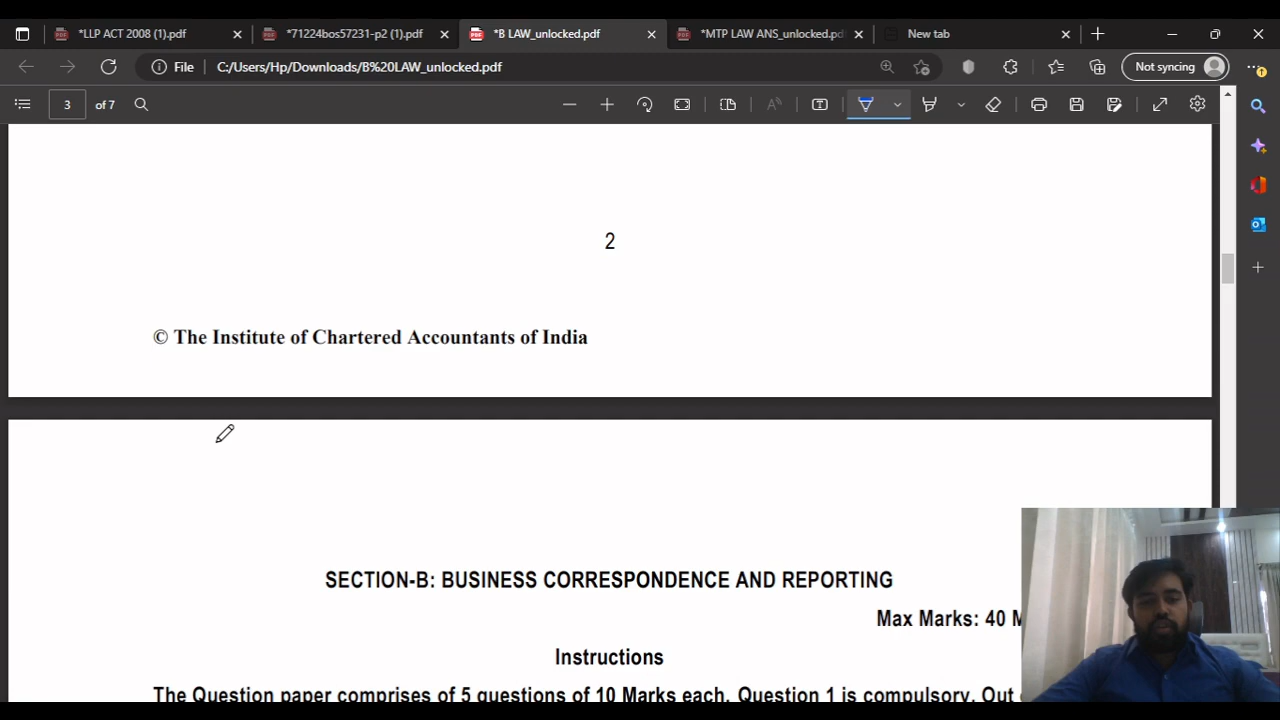 *LLP ACT 2008 (1).pdf
*71224bos57231-p2 (1).pdf
*B LAW_unlocked.pdf
*MTP LAW ANS_unlocked.pd
New tab
File
C:/Users/Hp/Downloads/B%20LAW_unlocked.pdf
Not syncing
3 of 7
2
© The Institute of Chartered Accountants of India
SECTION-B: BUSINESS CORRESPONDENCE AND REPORTING
Max Marks: 40 M
Instructions
The Question paper comprises of 5 questions of 10 Marks each. Question 1 is compulsory. Out